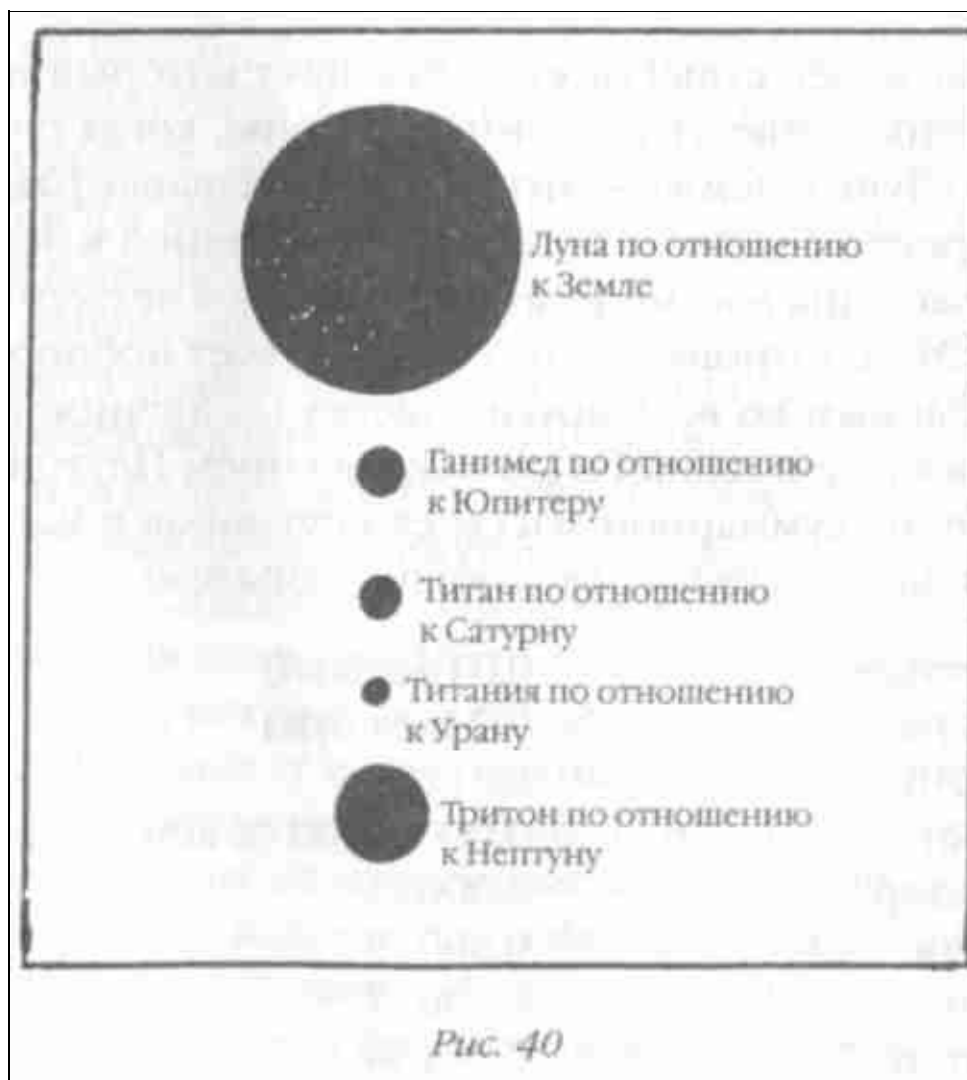 Луна по отношению
к Земле
Ганимед по отношению
к Юпитеру
Титан по отношению
к Сатурну
Титания по отношению
к Урану
Тритон по отношению
к Нептуну
Рис. 40